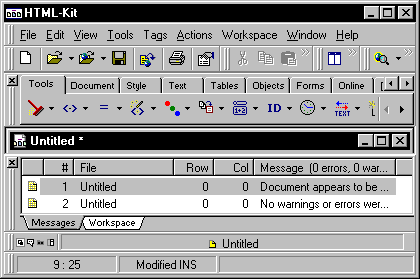 HTML-Kit
File Edit View Tools Tags Actions Workspace Window Help
Tools Document Style Text Tables Objects Forms Online
ID TEXT L
Untitled *
# File Row Col Message (0 errors, 0 war...
1 Untitled 0 0 Document appears to be ...
2 Untitled 0 0 No warnings or errors wer...
Messages Workspace
Untitled
9 : 25 Modified INS